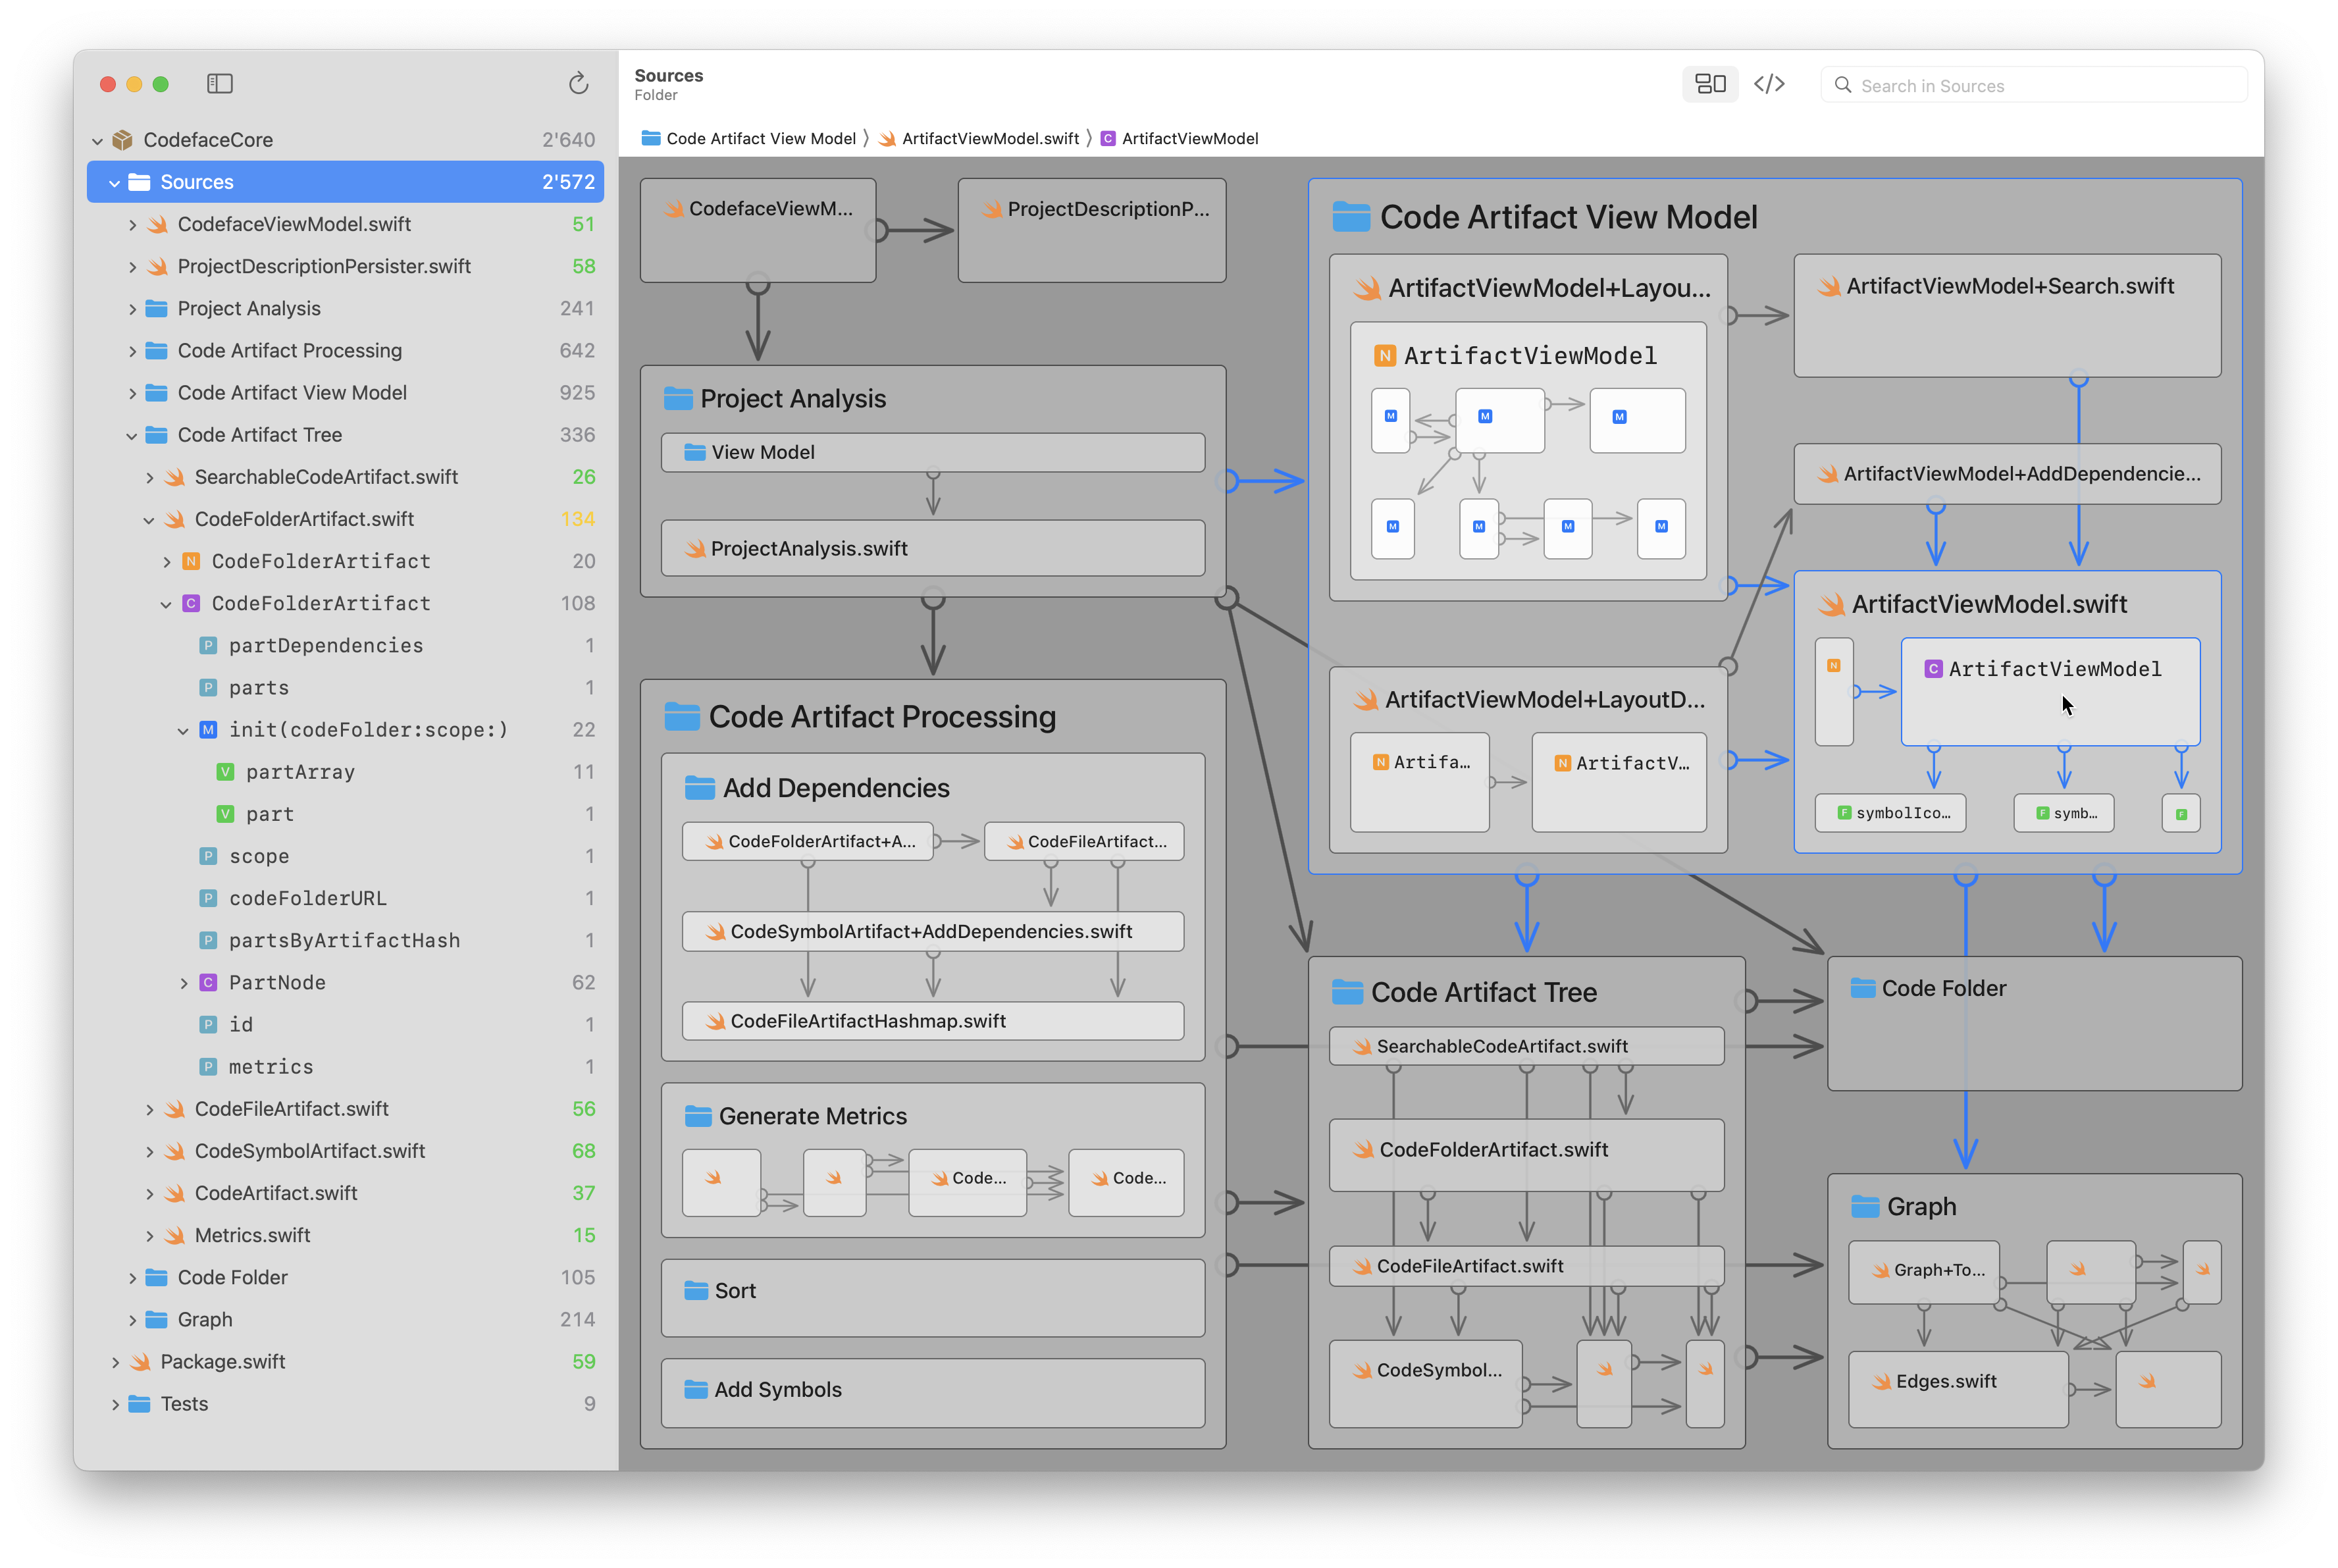 CodefaceCore 2'640
Sources 2'572
CodefaceViewModel.swift 51
ProjectDescriptionPersister.swift 58
Project Analysis 241
Code Artifact Processing 642
Code Artifact View Model 925
Code Artifact Tree 336
SearchableCodeArtifact.swift 26
CodeFolderArtifact.swift 134
N CodeFolderArtifact 20
C CodeFolderArtifact 108
P partDependencies 1
P parts 1
M init(codeFolder:scope:) 22
V partArray 11
V part 1
P scope 1
P codeFolderURL 1
P partsByArtifactHash 1
C PartNode 62
P id 1
P metrics 1
CodeFileArtifact.swift 56
CodeSymbolArtifact.swift 68
CodeArtifact.swift 37
Metrics.swift 15
Code Folder 105
Graph 214
Package.swift 59
Tests 9
Sources
Folder
Search in Sources
Code Artifact View Model ⟩ ArtifactViewModel.swift ⟩ C ArtifactViewModel
CodefaceViewM...
ProjectDescriptionP...
Project Analysis
View Model
ProjectAnalysis.swift
Code Artifact Processing
Add Dependencies
CodeFolderArtifact+A...
CodeFileArtifact...
CodeSymbolArtifact+AddDependencies.swift
CodeFileArtifactHashmap.swift
Generate Metrics
Code...
Code...
Sort
Add Symbols
Code Artifact View Model
ArtifactViewModel+Layou...
N ArtifactViewModel
M
M
M
M
M
M
M
ArtifactViewModel+Search.swift
ArtifactViewModel+AddDependencie...
ArtifactViewModel.swift
N
C ArtifactViewModel
F symbolIco...
F symb...
F
ArtifactViewModel+LayoutD...
N Artifa...
N ArtifactV...
Code Artifact Tree
SearchableCodeArtifact.swift
CodeFolderArtifact.swift
CodeFileArtifact.swift
CodeSymbol...
Code Folder
Graph
Graph+To...
Edges.swift